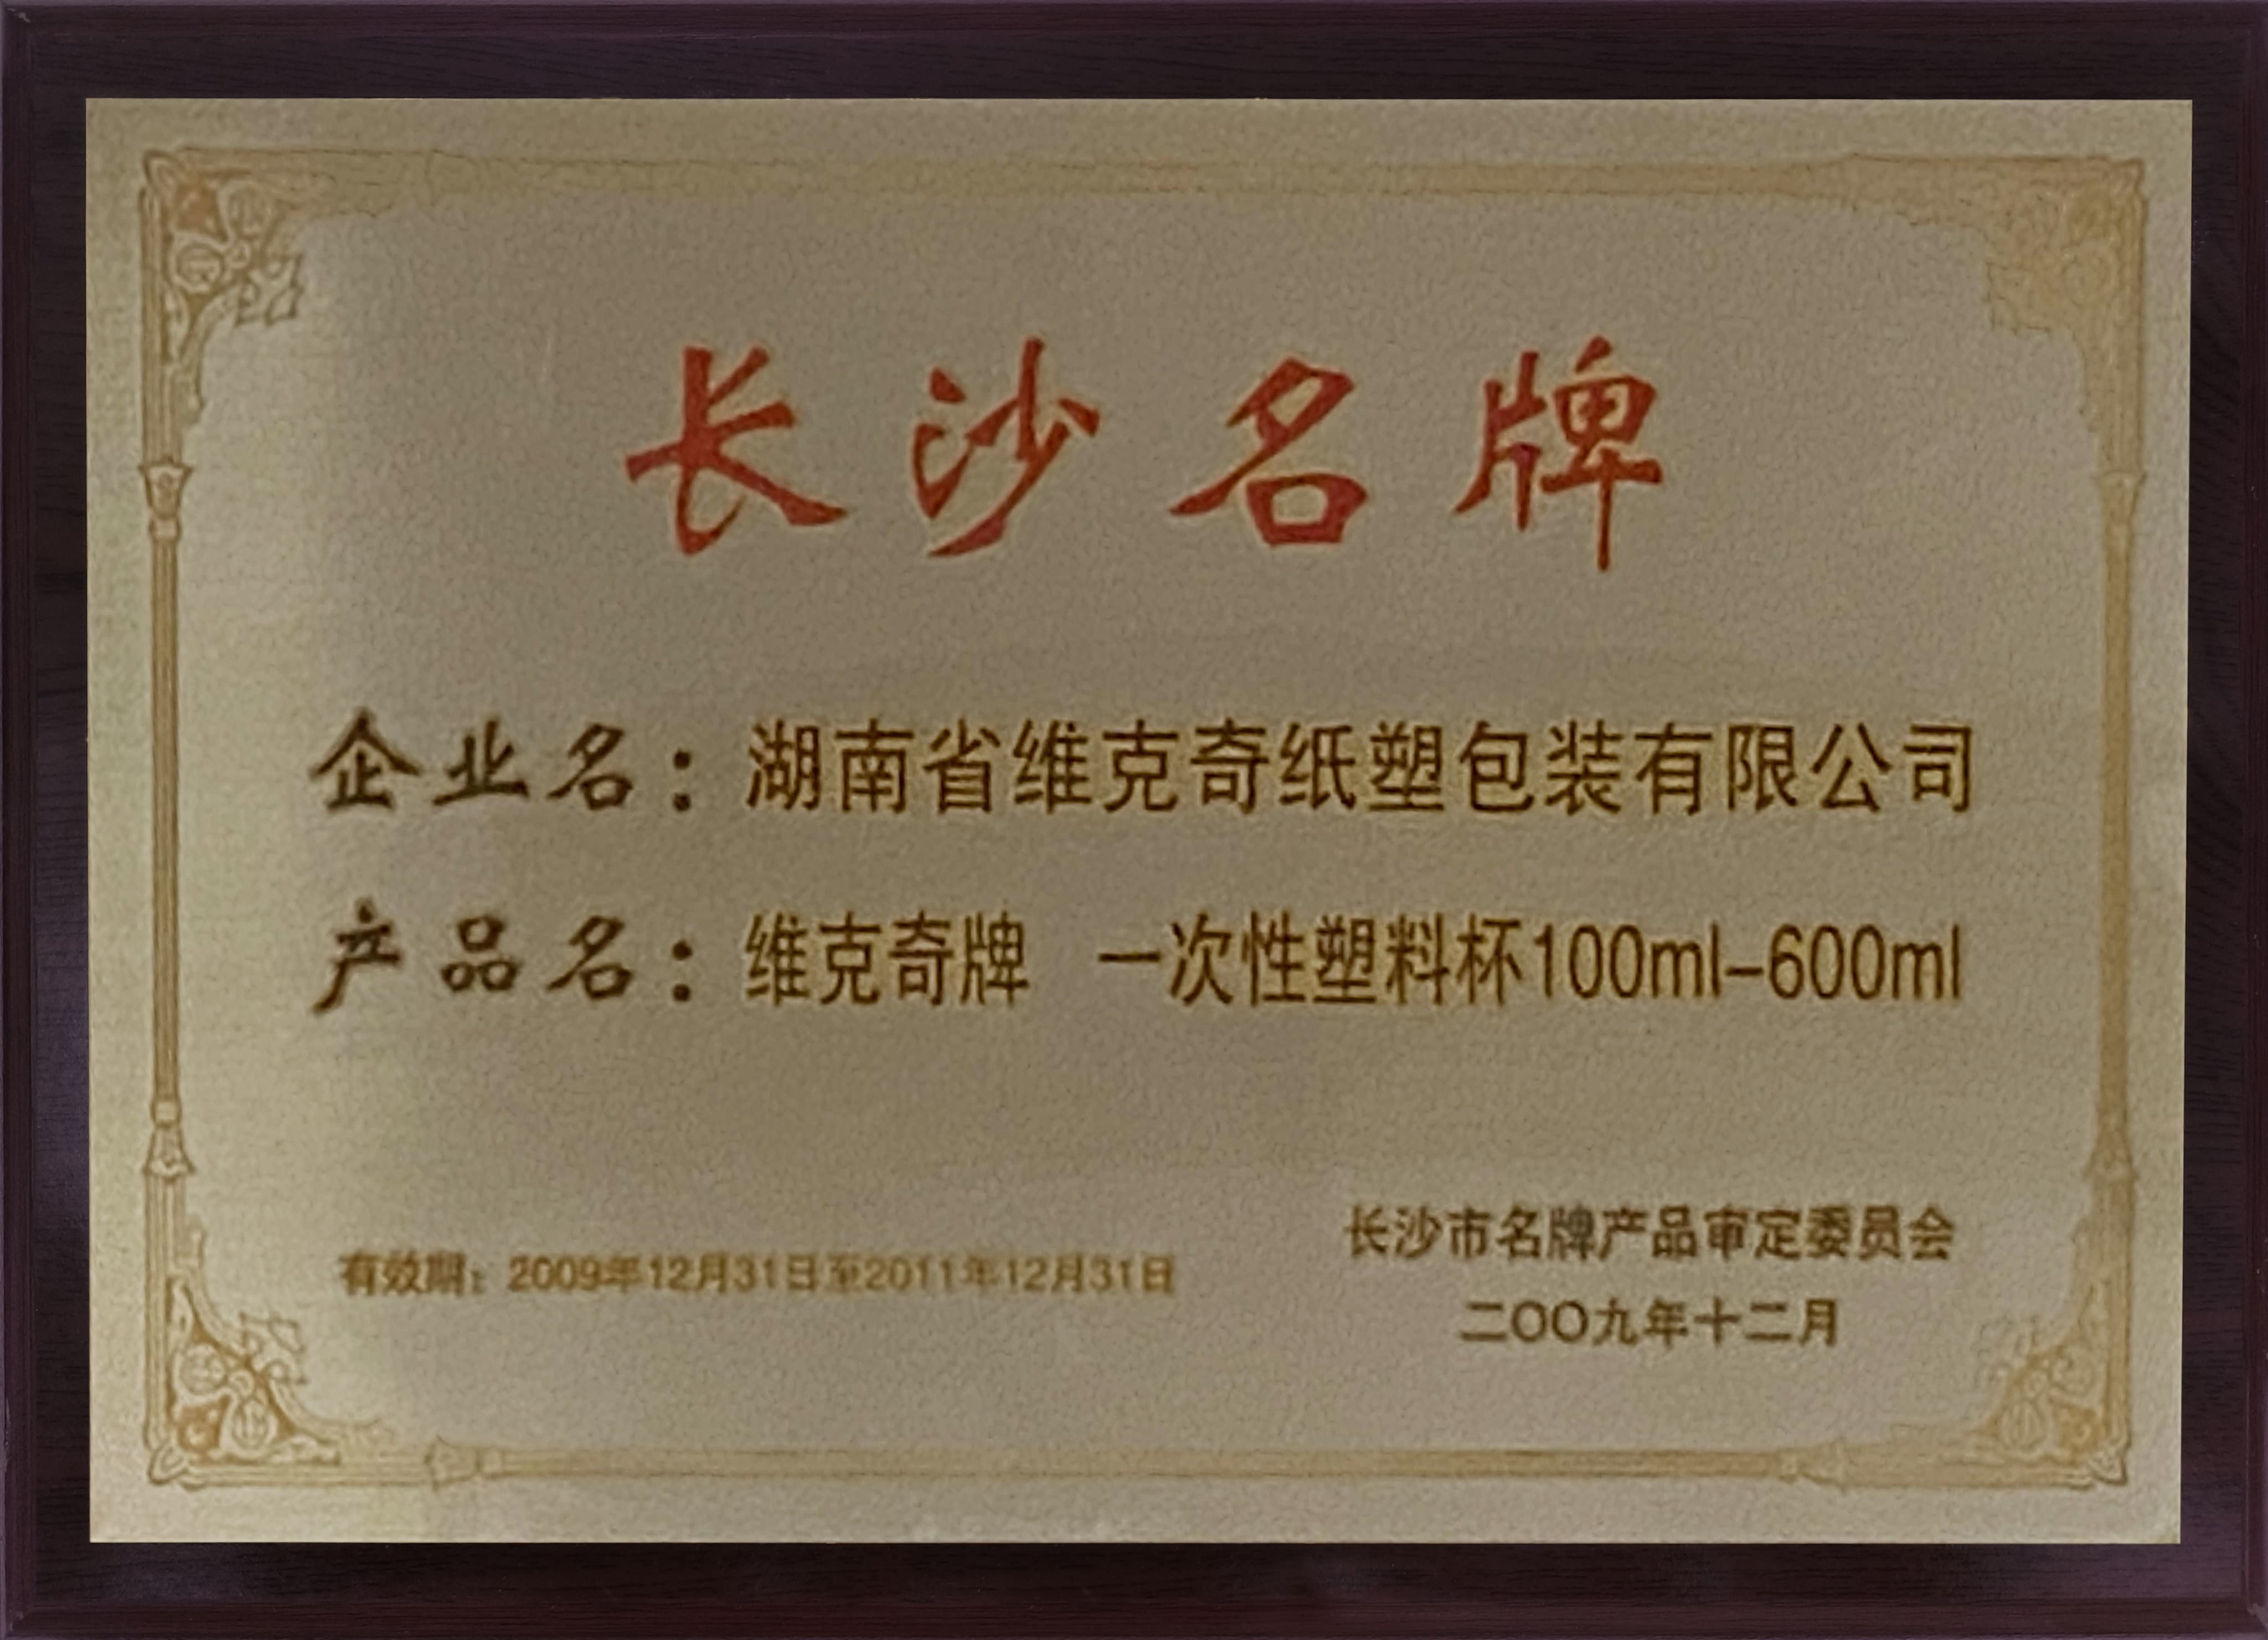 长沙名牌
企业名：湖南省维克奇纸塑包装有限公司
产品名：维克奇牌 一次性塑料杯100ml-600ml
长沙市名牌产品审定委员会
有效期：2009年12月31日至2011年12月31日
二〇〇九年十二月